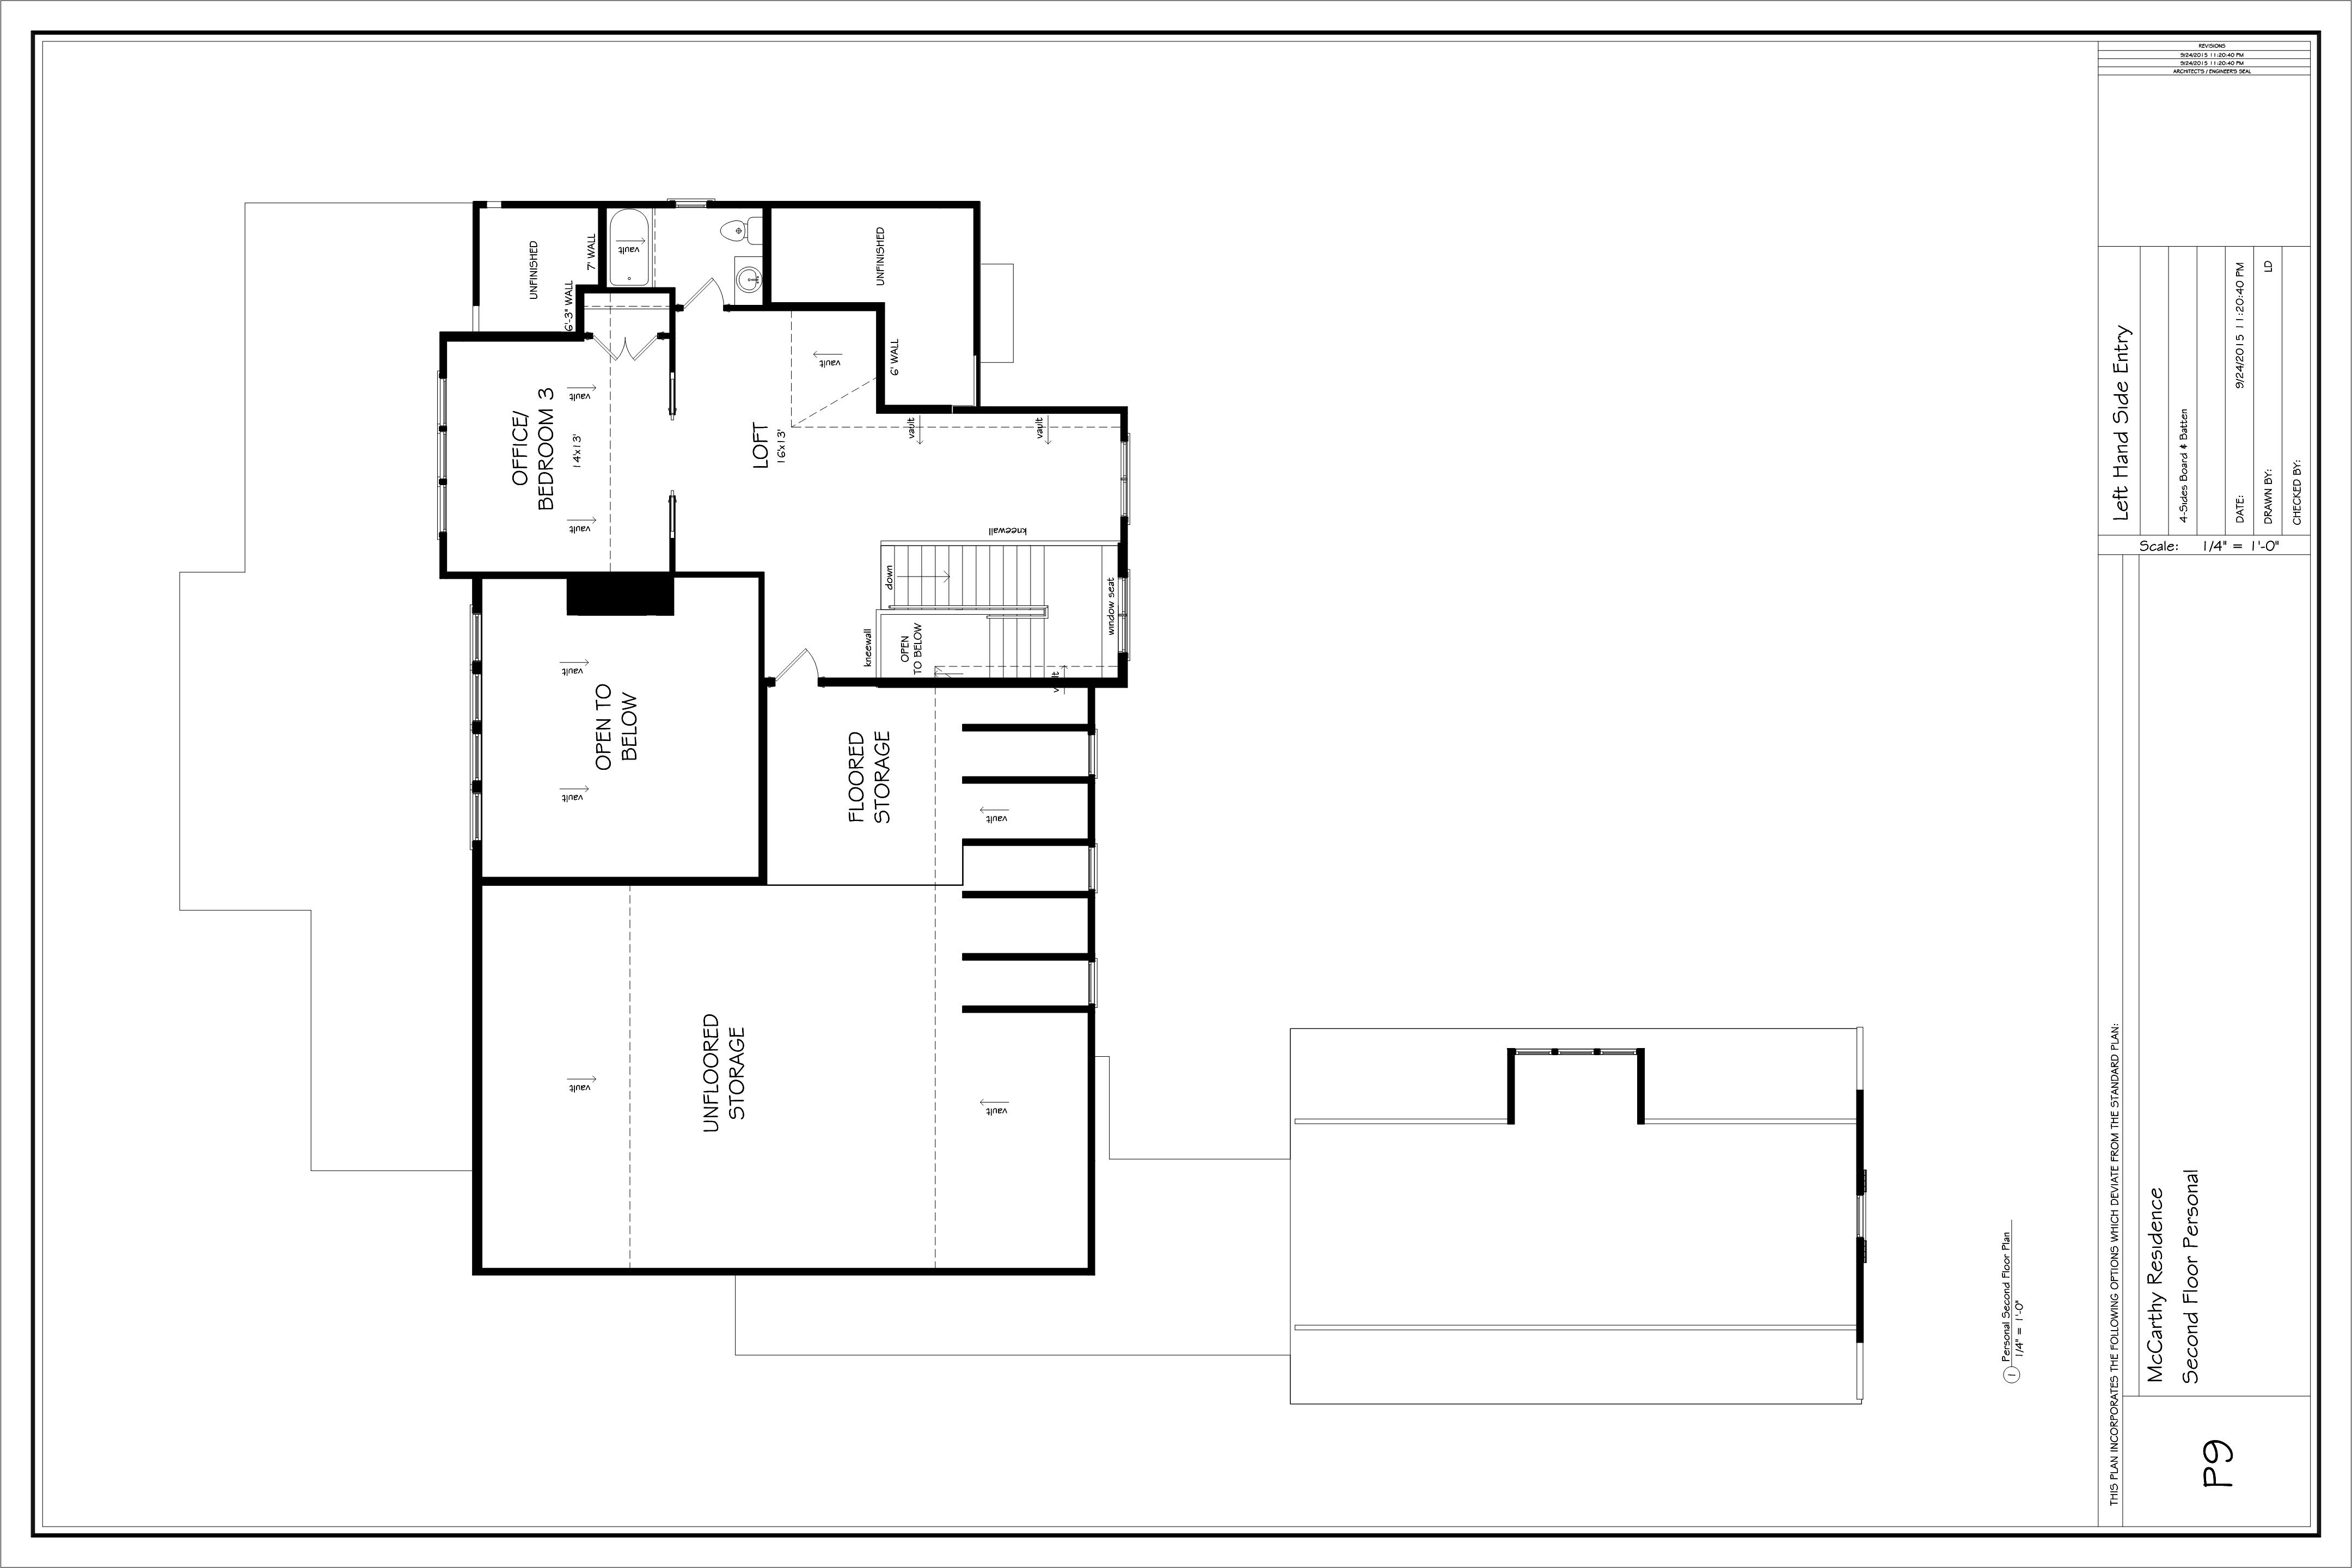 REVISIONS
9/24/2015 11:20:40 PM
9/24/2015 11:20:40 PM
ARCHITECT'S / ENGINEER'S SEAL
UNFINISHED
7' WALL
6'-3" WALL
vault
UNFINISHED
6' WALL
OFFICE/
BEDROOM 3
14'x13'
vault
vault
LOFT
16'x13'
vault
vault
vault
kneewall
down
window seat
kneewall
OPEN
TO BELOW
vault
OPEN TO
BELOW
vault
vault
FLOORED
STORAGE
vault
UNFLOORED
STORAGE
vault
vault
1
Personal Second Floor Plan
1/4" = 1'-0"
Left Hand Side Entry
4-Sides Board & Batten
DATE: 9/24/2015 11:20:40 PM
DRAWN BY: LD
CHECKED BY:
Scale: 1/4" = 1'-0"
THIS PLAN INCORPORATES THE FOLLOWING OPTIONS WHICH DEVIATE FROM THE STANDARD PLAN:
McCarthy Residence
Second Floor Personal
P9